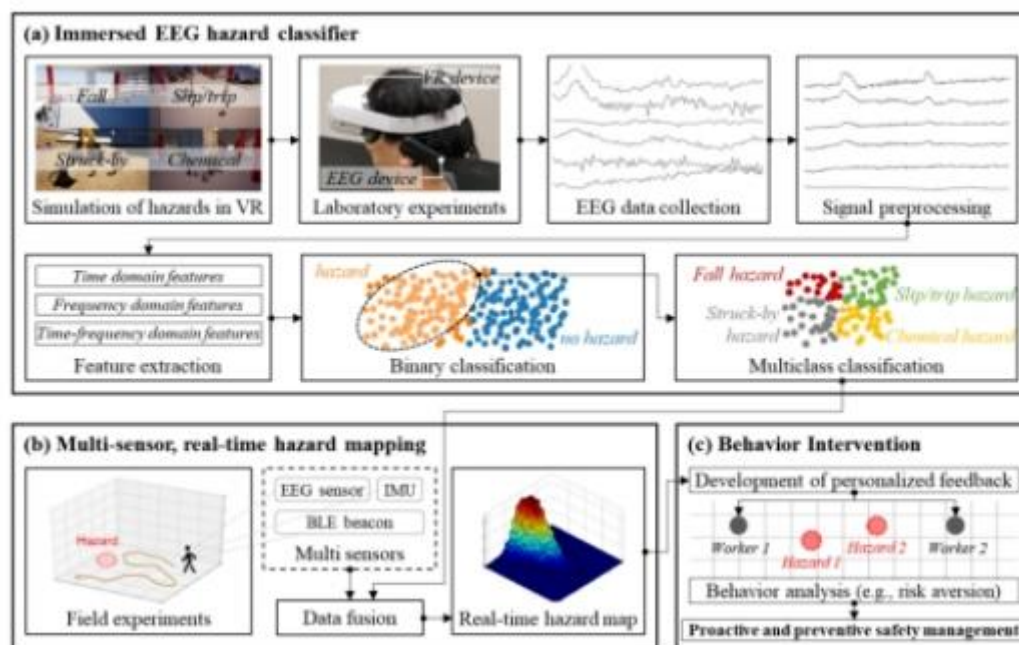 (a) Immersed EEG hazard classifier
Fall
Slip/trip
Struck-by
Chemical
Simulation of hazards in VR
VR device
EEG device
Laboratory experiments
EEG data collection
Signal preprocessing
Time domain features
Frequency domain features
Time-frequency domain features
Feature extraction
hazard
no hazard
Binary classification
Fall hazard
Slip/trip hazard
Struck-by
hazard
Chemical hazard
Multiclass classification
(b) Multi-sensor, real-time hazard mapping
Hazard
Field experiments
EEG sensor
IMU
BLE beacon
Multi sensors
Data fusion
Real-time hazard map
(c) Behavior Intervention
Development of personalized feedback
Worker 1
Hazard 1
Hazard 2
Worker 2
Behavior analysis (e.g., risk aversion)
Proactive and preventive safety management